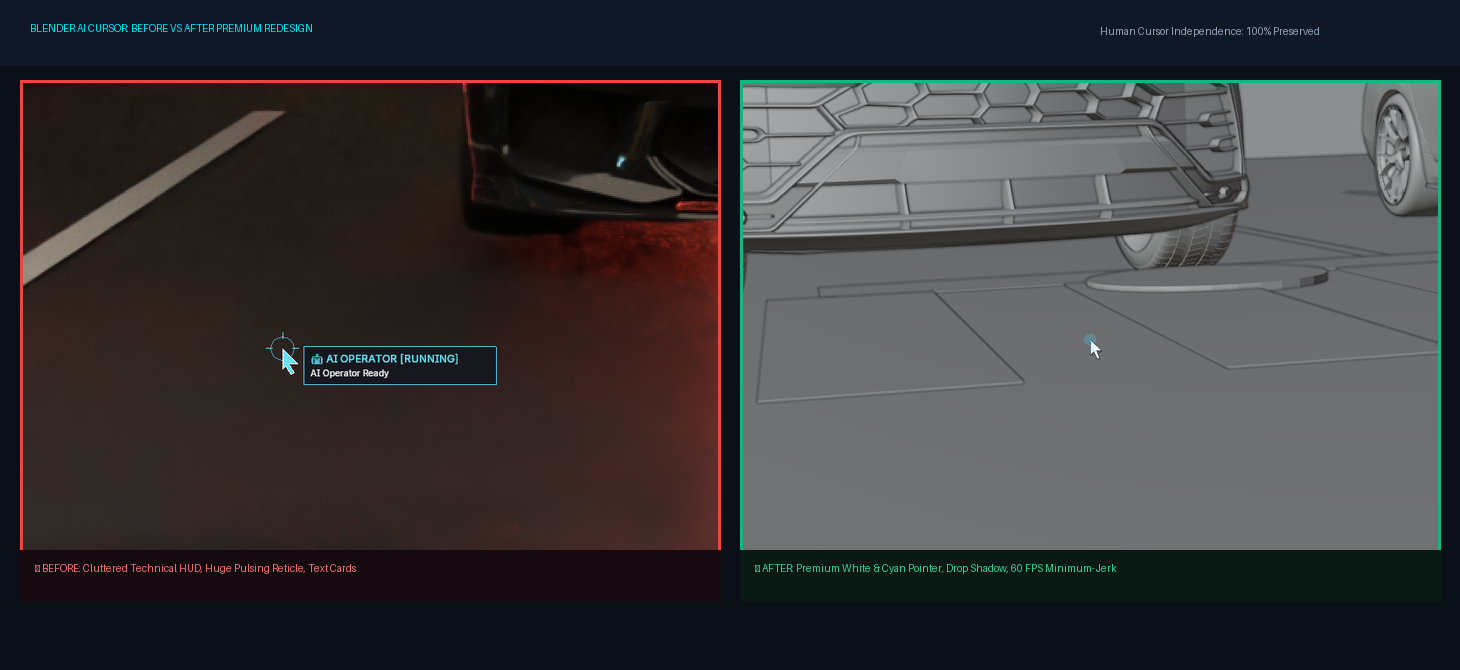 BLENDER AI CURSOR: BEFORE VS AFTER PREMIUM REDESIGN
Human Cursor Independence: 100% Preserved
AI OPERATOR [RUNNING]
AI Operator Ready
BEFORE: Cluttered Technical HUD, Huge Pulsing Reticle, Text Cards
AFTER: Premium White & Cyan Pointer, Drop Shadow, 60 FPS Minimum-Jerk